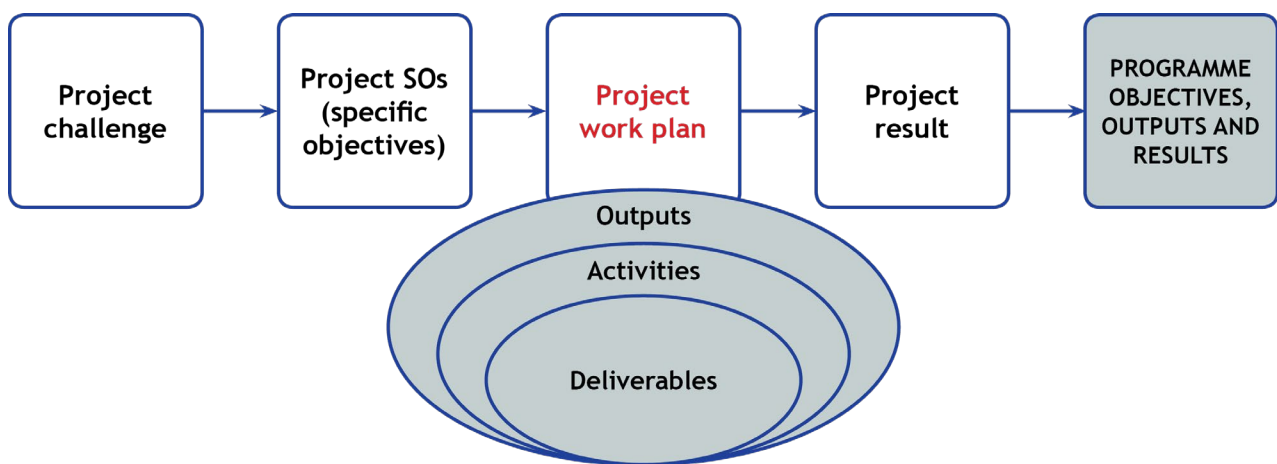 Project
challenge
Project SOs
(specific
objectives)
Project
work plan
Project
result
PROGRAMME
OBJECTIVES,
OUTPUTS AND
RESULTS
Outputs
Activities
Deliverables